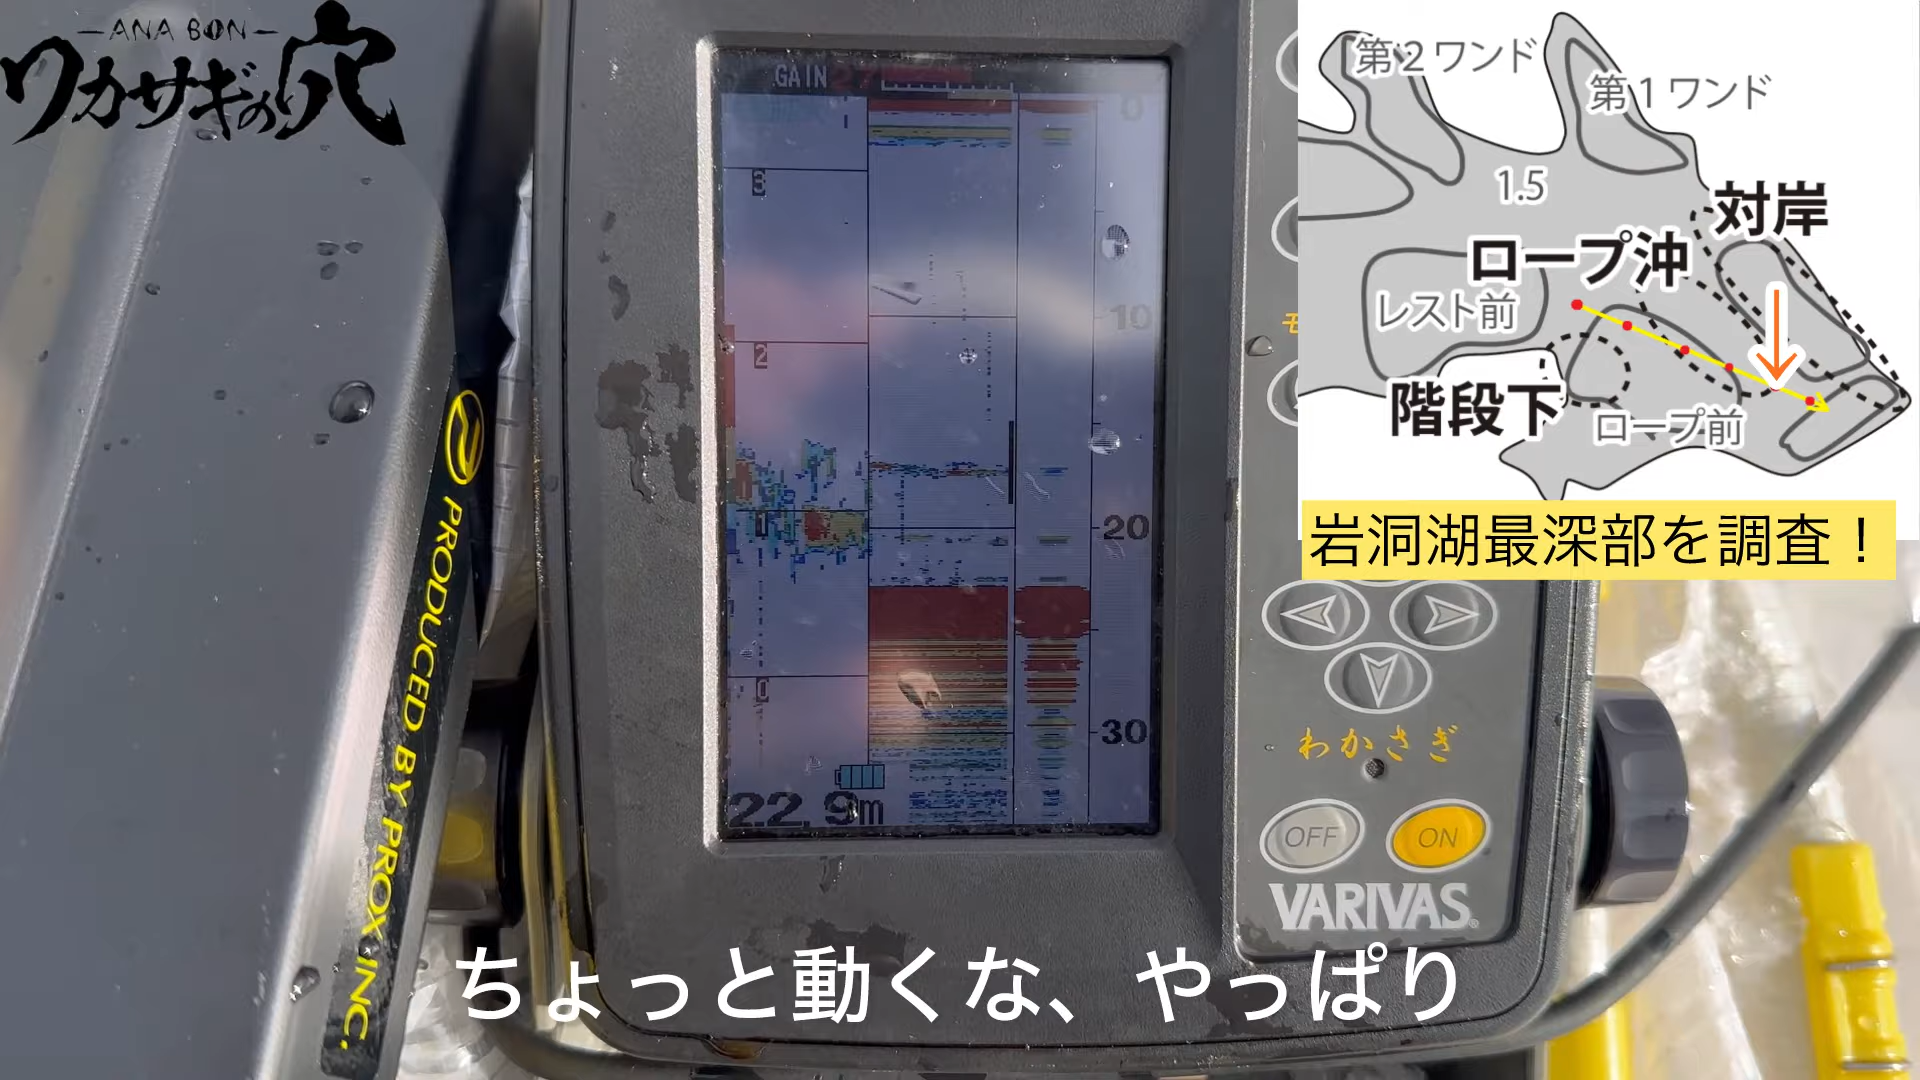 —ANA BON—
ワカサギの穴
GAIN 27
3
2
1
0
0
10
20
30
22.9m
PRODUCED BY PROX INC.
モ
わかさぎ
OFF
ON
VARIVAS®
第2ワンド
第1ワンド
1.5
対岸
ロープ沖
レスト前
階段下
ロープ前
岩洞湖最深部を調査！
ちょっと動くな、やっぱり